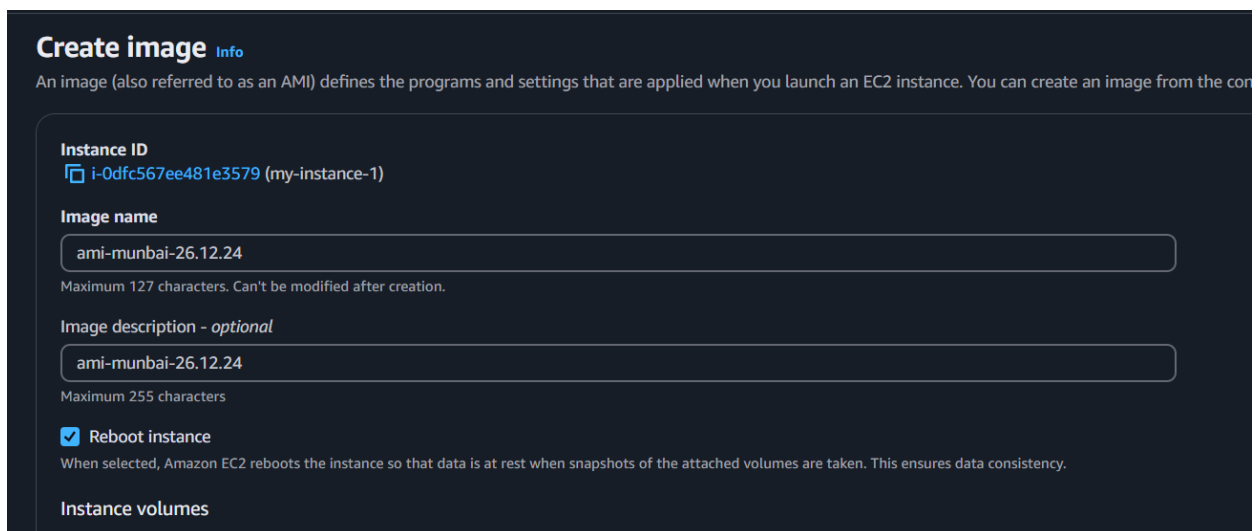 Create image Info
An image (also referred to as an AMI) defines the programs and settings that are applied when you launch an EC2 instance. You can create an image from the con
Instance ID
i-0dfc567ee481e3579 (my-instance-1)
Image name
ami-munbai-26.12.24
Maximum 127 characters. Can't be modified after creation.
Image description - optional
ami-munbai-26.12.24
Maximum 255 characters
Reboot instance
When selected, Amazon EC2 reboots the instance so that data is at rest when snapshots of the attached volumes are taken. This ensures data consistency.
Instance volumes